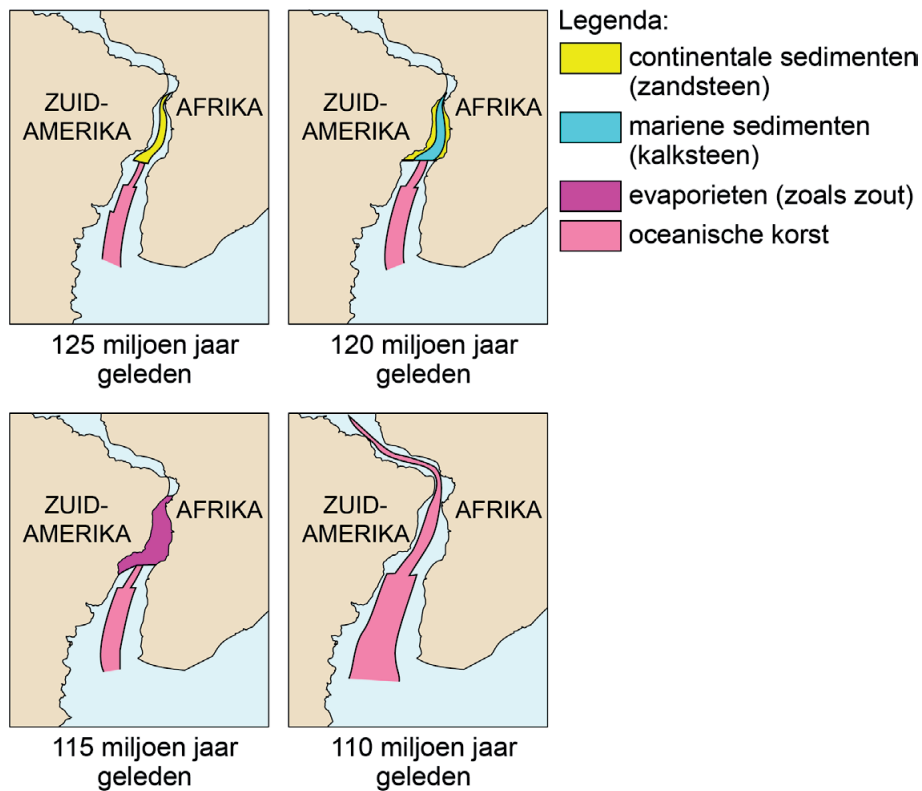 Legenda:
continentale sedimenten
(zandsteen)
mariene sedimenten
(kalksteen)
evaporieten (zoals zout)
oceanische korst
ZUID-
AMERIKA
AFRIKA
125 miljoen jaar
geleden
ZUID-
AMERIKA
AFRIKA
120 miljoen jaar
geleden
ZUID-
AMERIKA
AFRIKA
115 miljoen jaar
geleden
ZUID-
AMERIKA
AFRIKA
110 miljoen jaar
geleden